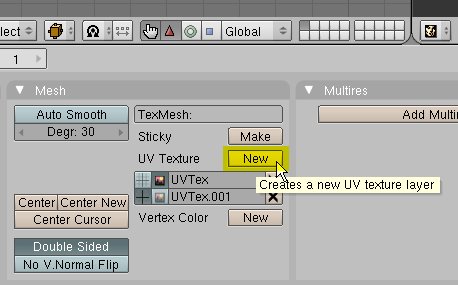 lect
Global
1
Mesh
Multires
Auto Smooth
TexMesh:
Add Multir
Degr: 30
Sticky
Make
UV Texture
New
UVTex
Creates a new UV texture layer
UVTex.001
Center
Center New
Center Cursor
Vertex Color
New
Double Sided
No V.Normal Flip